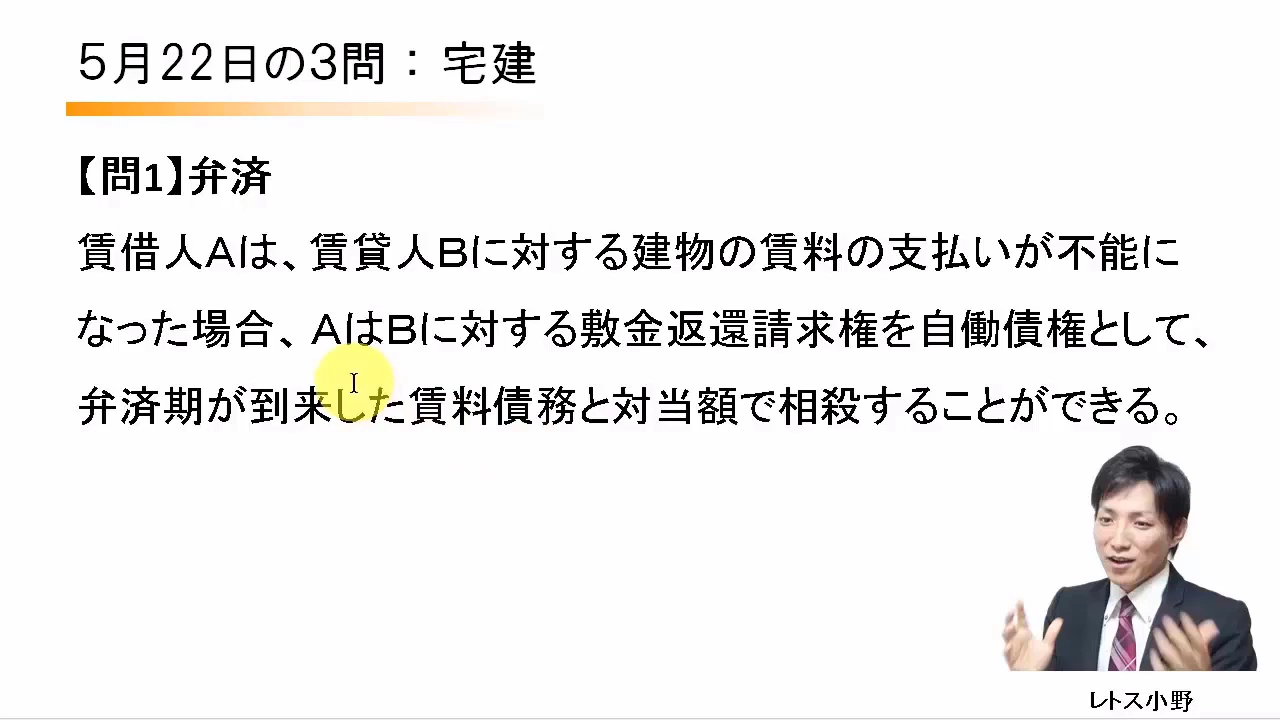 ５月２２日の３問：宅建
【問1】弁済
賃借人Ａは、賃貸人Ｂに対する建物の賃料の支払いが不能に
なった場合、ＡはＢに対する敷金返還請求権を自働債権として、
弁済期が到来した賃料債務と対当額で相殺することができる。
レトス小野